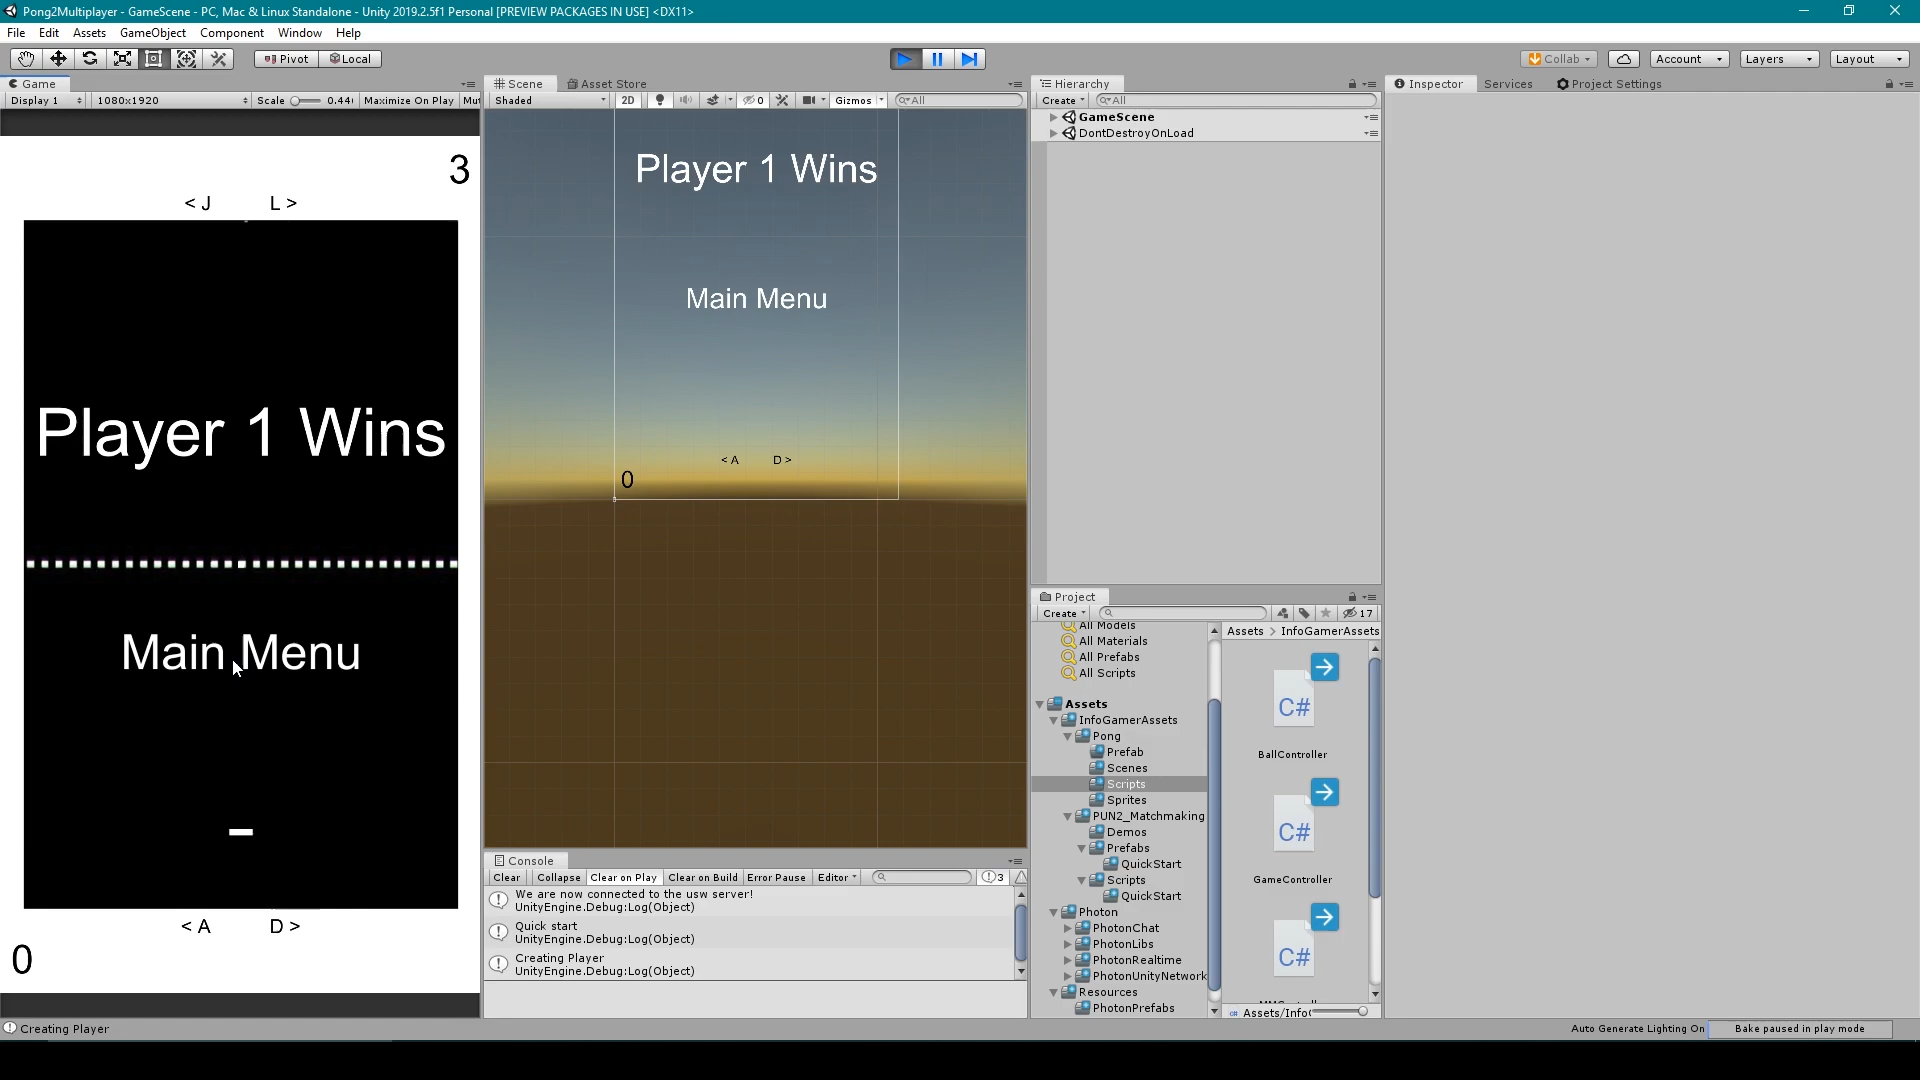 Pong2Multiplayer - GameScene - PC, Mac & Linux Standalone - Unity 2019.2.5f1 Personal [PREVIEW PACKAGES IN USE] <DX11>
File Edit Assets GameObject Component Window Help
Pivot Local Collab Account Layers Layout
Game
Display 1 1080x1920 Scale 0.44 Maximize On Play Mu
3
< J L >
Player 1 Wins
Main Menu
< A D >
0
Scene Asset Store
Shaded 2D 0 Gizmos All
Player 1 Wins
Main Menu
< A D >
0
Console
Clear Collapse Clear on Play Clear on Build Error Pause Editor 3
We are now connected to the usw server!
UnityEngine.Debug:Log(Object)
Quick start
UnityEngine.Debug:Log(Object)
Creating Player
UnityEngine.Debug:Log(Object)
Hierarchy
Create All
GameScene
DontDestroyOnLoad
Project
Create 17
All Models
All Materials
All Prefabs
All Scripts
Assets
InfoGamerAssets
Pong
Prefab
Scenes
Scripts
Sprites
PUN2_Matchmaking
Demos
Prefabs
QuickStart
Scripts
QuickStart
Photon
PhotonChat
PhotonLibs
PhotonRealtime
PhotonUnityNetwork
Resources
PhotonPrefabs
Assets > InfoGamerAssets
C#
BallController
C#
GameController
C#
Assets/Info
Inspector Services Project Settings
Creating Player
Auto Generate Lighting On Bake paused in play mode